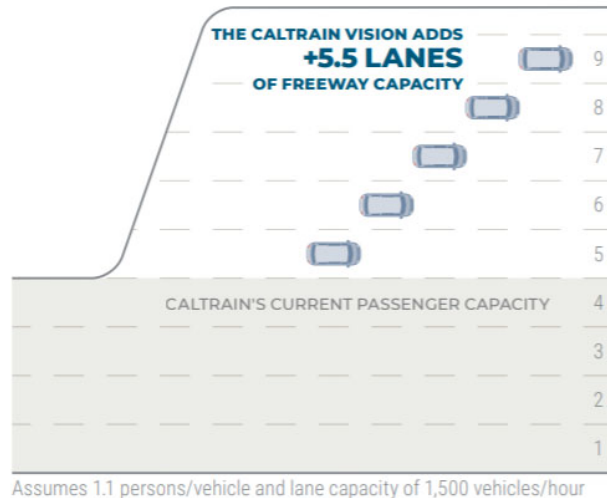 THE CALTRAIN VISION ADDS
+5.5 LANES
OF FREEWAY CAPACITY
9
8
7
6
5
CALTRAIN'S CURRENT PASSENGER CAPACITY
4
3
2
1
Assumes 1.1 persons/vehicle and lane capacity of 1,500 vehicles/hour